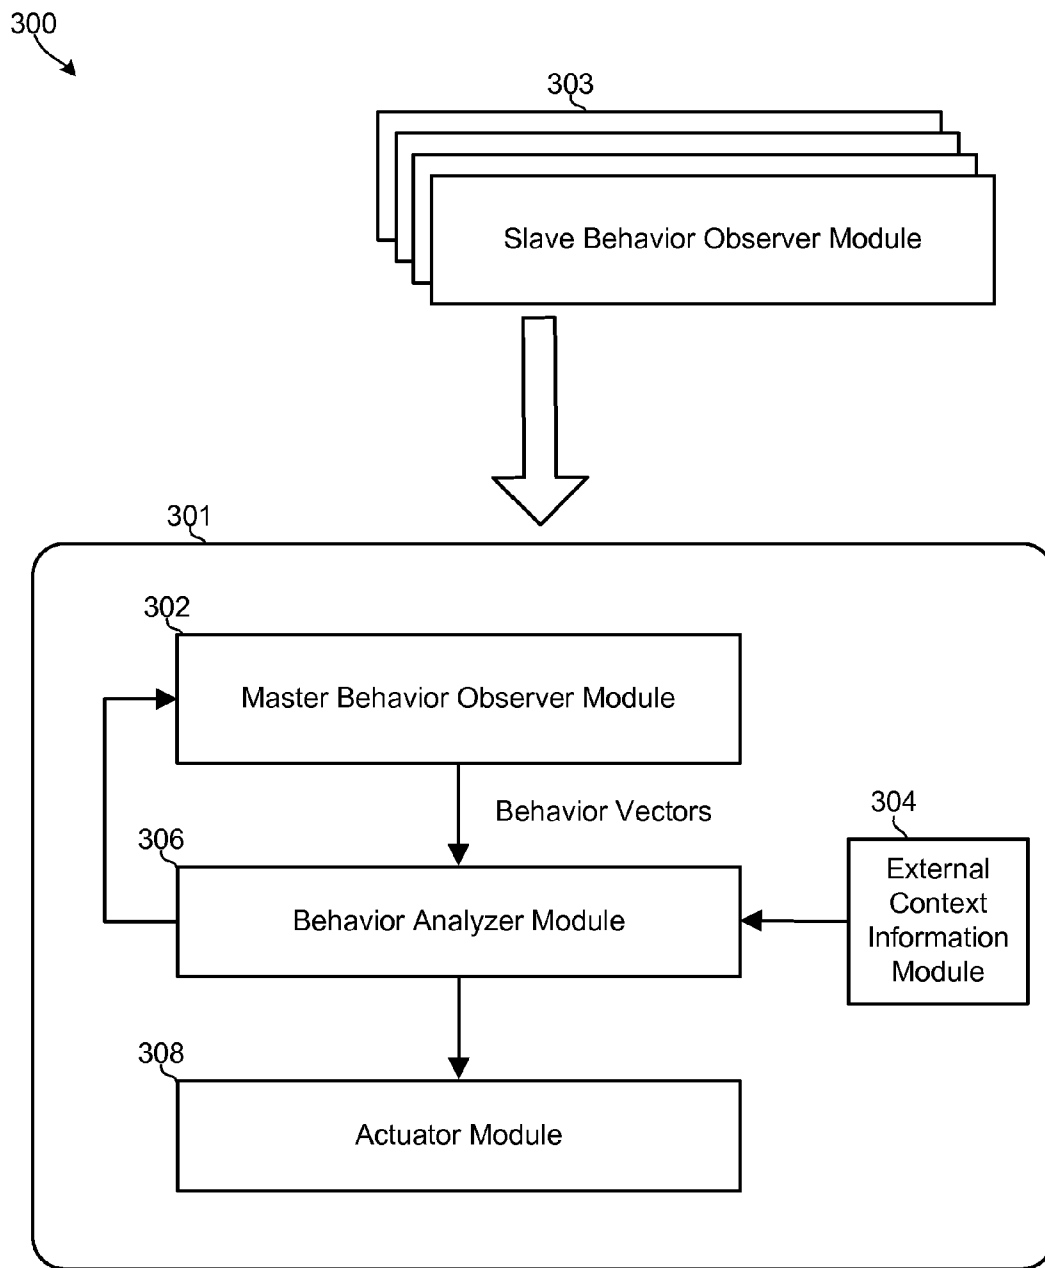 300
303
Slave Behavior Observer Module
301
302
Master Behavior Observer Module
Behavior Vectors
304
306
External
Context
Information
Module
Behavior Analyzer Module
308
Actuator Module